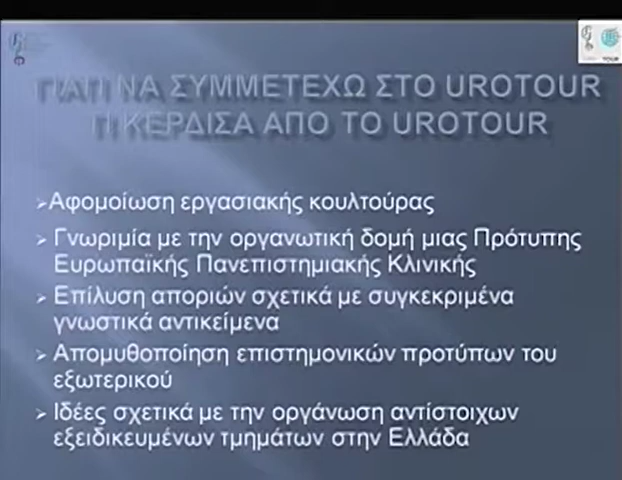 ΓΙΑΤΙ ΝΑ ΣΥΜΜΕΤΕΧΩ ΣΤΟ UROTOUR
ΤΙ ΚΕΡΔΙΣΑ ΑΠΟ ΤΟ UROTOUR
➢Αφομοίωση εργασιακής κουλτούρας
➢ Γνωριμία με την οργανωτική δομή μιας Πρότυπης
Ευρωπαϊκής Πανεπιστημιακής Κλινικής
➢ Επίλυση αποριών σχετικά με συγκεκριμένα
γνωστικά αντικείμενα
➢ Απομυθοποίηση επιστημονικών προτύπων του
εξωτερικού
➢ Ιδέες σχετικά με την οργάνωση αντίστοιχων
εξειδικευμένων τμημάτων στην Ελλάδα